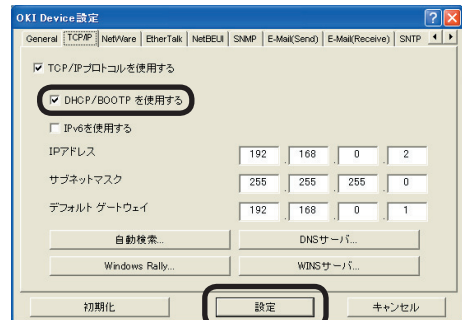 OKI Device設定
General TCP/IP NetWare EtherTalk NetBEUI SNMP E-Mail(Send) E-Mail(Receive) SNTP
TCP/IPプロトコルを使用する
DHCP/BOOTP を使用する
IPv6を使用する
IPアドレス 192 . 168 . 0 . 2
サブネットマスク 255 . 255 . 255 . 0
デフォルト ゲートウェイ 192 . 168 . 0 . 1
自動検索... DNSサーバ...
Windows Rally... WINSサーバ...
初期化 設定 キャンセル